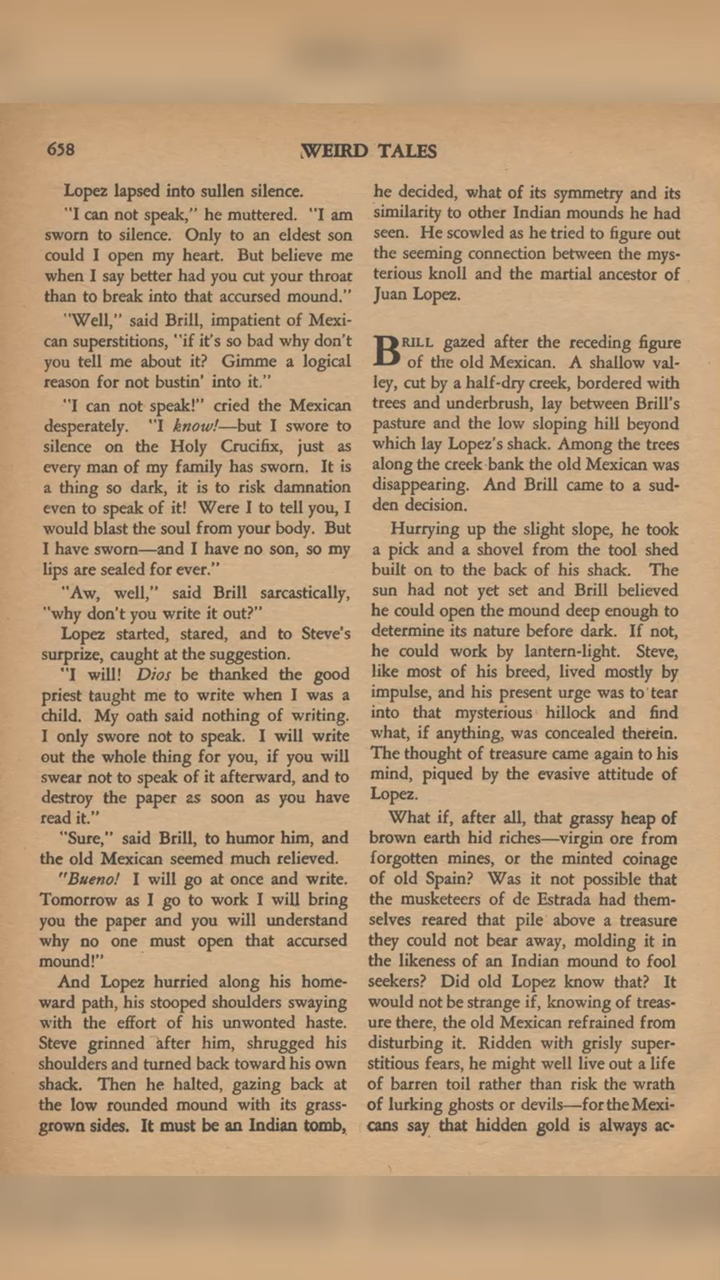 658
WEIRD TALES
Lopez lapsed into sullen silence.
"I can not speak," he muttered. "I am
sworn to silence. Only to an eldest son
could I open my heart. But believe me
when I say better had you cut your throat
than to break into that accursed mound."
"Well," said Brill, impatient of Mexi-
can superstitions, "if it's so bad why don't
you tell me about it? Gimme a logical
reason for not bustin' into it."
"I can not speak!" cried the Mexican
desperately. "I know!—but I swore to
silence on the Holy Crucifix, just as
every man of my family has sworn. It is
a thing so dark, it is to risk damnation
even to speak of it! Were I to tell you, I
would blast the soul from your body. But
I have sworn—and I have no son, so my
lips are sealed for ever."
"Aw, well," said Brill sarcastically,
"why don't you write it out?"
Lopez started, stared, and to Steve's
surprize, caught at the suggestion.
"I will! Dios be thanked the good
priest taught me to write when I was a
child. My oath said nothing of writing.
I only swore not to speak. I will write
out the whole thing for you, if you will
swear not to speak of it afterward, and to
destroy the paper as soon as you have
read it."
"Sure," said Brill, to humor him, and
the old Mexican seemed much relieved.
"Bueno! I will go at once and write.
Tomorrow as I go to work I will bring
you the paper and you will understand
why no one must open that accursed
mound!"
And Lopez hurried along his home-
ward path, his stooped shoulders swaying
with the effort of his unwonted haste.
Steve grinned after him, shrugged his
shoulders and turned back toward his own
shack. Then he halted, gazing back at
the low rounded mound with its grass-
grown sides. It must be an Indian tomb,
he decided, what of its symmetry and its
similarity to other Indian mounds he had
seen. He scowled as he tried to figure out
the seeming connection between the mys-
terious knoll and the martial ancestor of
Juan Lopez.
BRILL gazed after the receding figure
of the old Mexican. A shallow val-
ley, cut by a half-dry creek, bordered with
trees and underbrush, lay between Brill's
pasture and the low sloping hill beyond
which lay Lopez's shack. Among the trees
along the creek bank the old Mexican was
disappearing. And Brill came to a sud-
den decision.
Hurrying up the slight slope, he took
a pick and a shovel from the tool shed
built on to the back of his shack. The
sun had not yet set and Brill believed
he could open the mound deep enough to
determine its nature before dark. If not,
he could work by lantern-light. Steve,
like most of his breed, lived mostly by
impulse, and his present urge was to tear
into that mysterious hillock and find
what, if anything, was concealed therein.
The thought of treasure came again to his
mind, piqued by the evasive attitude of
Lopez.
What if, after all, that grassy heap of
brown earth hid riches—virgin ore from
forgotten mines, or the minted coinage
of old Spain? Was it not possible that
the musketeers of de Estrada had them-
selves reared that pile above a treasure
they could not bear away, molding it in
the likeness of an Indian mound to fool
seekers? Did old Lopez know that? It
would not be strange if, knowing of treas-
ure there, the old Mexican refrained from
disturbing it. Ridden with grisly super-
stitious fears, he might well live out a life
of barren toil rather than risk the wrath
of lurking ghosts or devils—for the Mexi-
cans say that hidden gold is always ac-